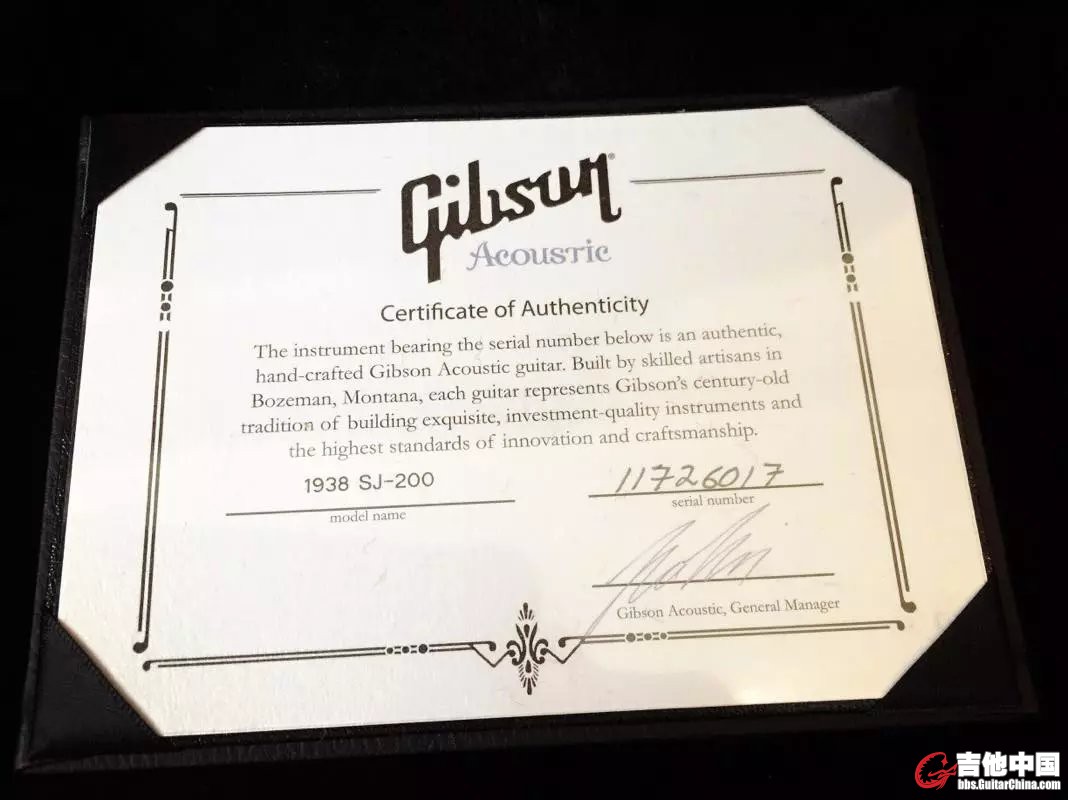 Gibson
Acoustic
Certificate of Authenticity
The instrument bearing the serial number below is an authentic,
hand-crafted Gibson Acoustic guitar. Built by skilled artisans in
Bozeman, Montana, each guitar represents Gibson's century-old
tradition of building exquisite, investment-quality instruments and
the highest standards of innovation and craftsmanship.
1938 SJ-200 11726017
model name serial number
Gibson Acoustic, General Manager
吉他中国
bbs.GuitarChina.com